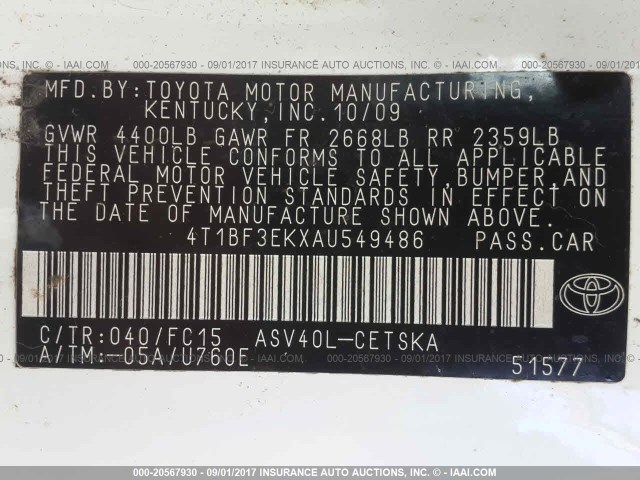 000-20567930 - 09/01/2017 INSURANCE AUTO AUCTIONS, INC. - IAAI.COM
MFD.BY:TOYOTA MOTOR MANUFACTURING,
KENTUCKY,INC.10/09
GVWR 4400LB GAWR FR 2668LB RR 2359LB
THIS VEHICLE CONFORMS TO ALL APPLICABLE
FEDERAL MOTOR VEHICLE SAFETY,BUMPER,AND
THEFT PREVENTION STANDARDS IN EFFECT ON
THE DATE OF MANUFACTURE SHOWN ABOVE.
4T1BF3EKXAU549486 PASS.CAR
C/TR:040/FC15 ASV40L-CETSKA
A/TM:-05A/U760E 51577
000-20567930 - 09/01/2017 INSURANCE AUTO AUCTIONS, INC. - IAAI.COM